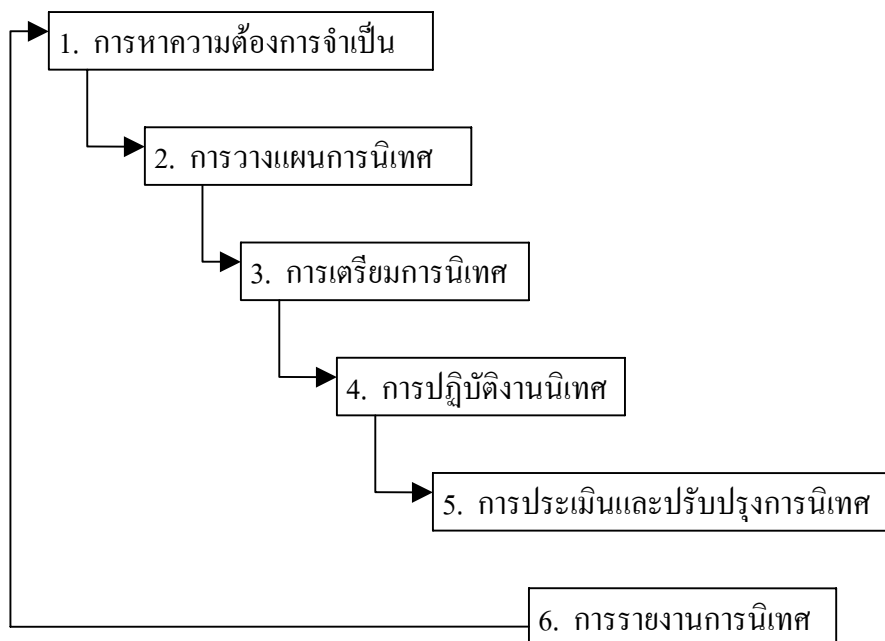 1. การหาความต้องการจำเป็น
2. การวางแผนการนิเทศ
3. การเตรียมการนิเทศ
4. การปฏิบัติงานนิเทศ
5. การประเมินและปรับปรุงการนิเทศ
6. การรายงานการนิเทศ